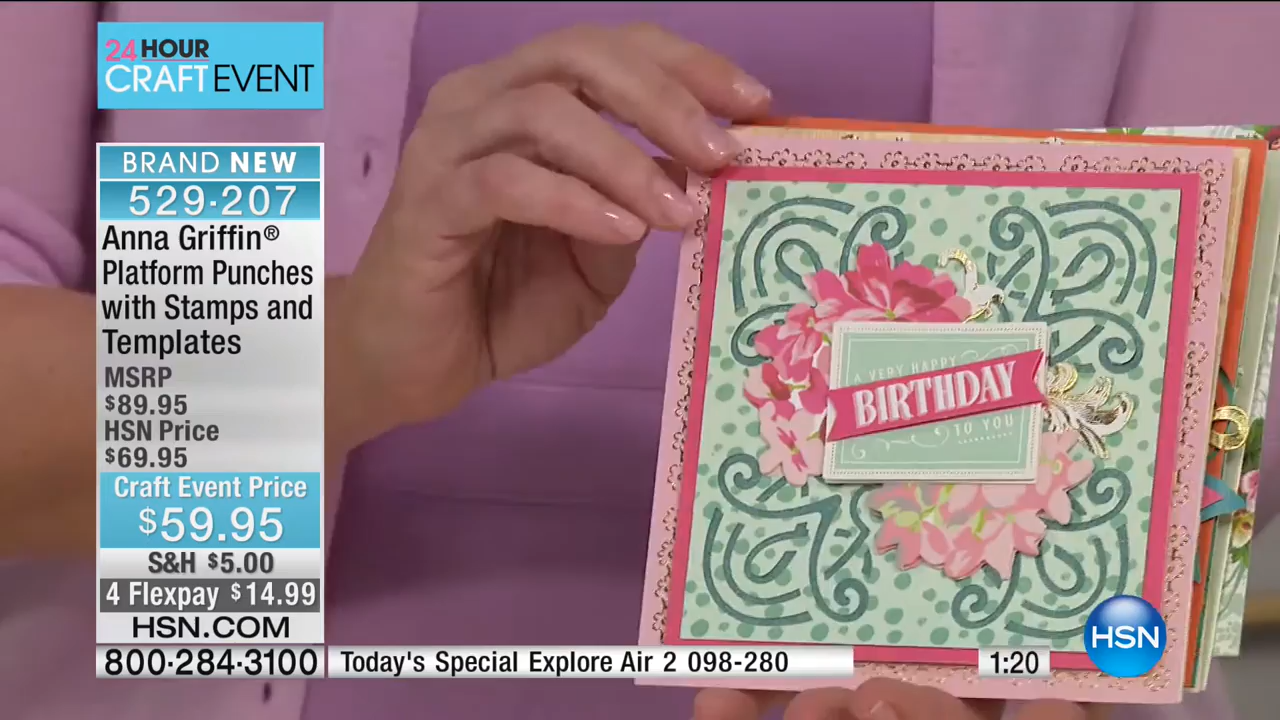 24 HOUR
CRAFT EVENT
BRAND NEW
529·207
Anna Griffin®
Platform Punches
with Stamps and
Templates
MSRP
$89.95
HSN Price
$69.95
Craft Event Price
$59.95
S&H $5.00
4 Flexpay $14.99
HSN.COM
800·284·3100
Today's Special Explore Air 2 098-280
1:20
HSN
A VERY HAPPY
BIRTHDAY
TO YOU